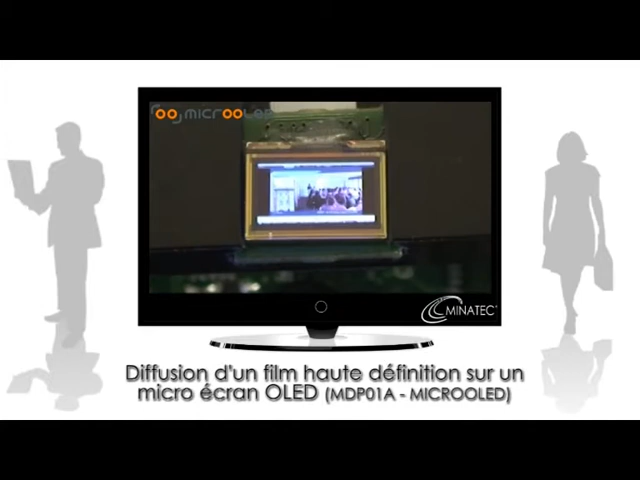 microoled
MINATEC®
Diffusion d'un film haute définition sur un
micro écran OLED (MDP01A - MICROOLED)